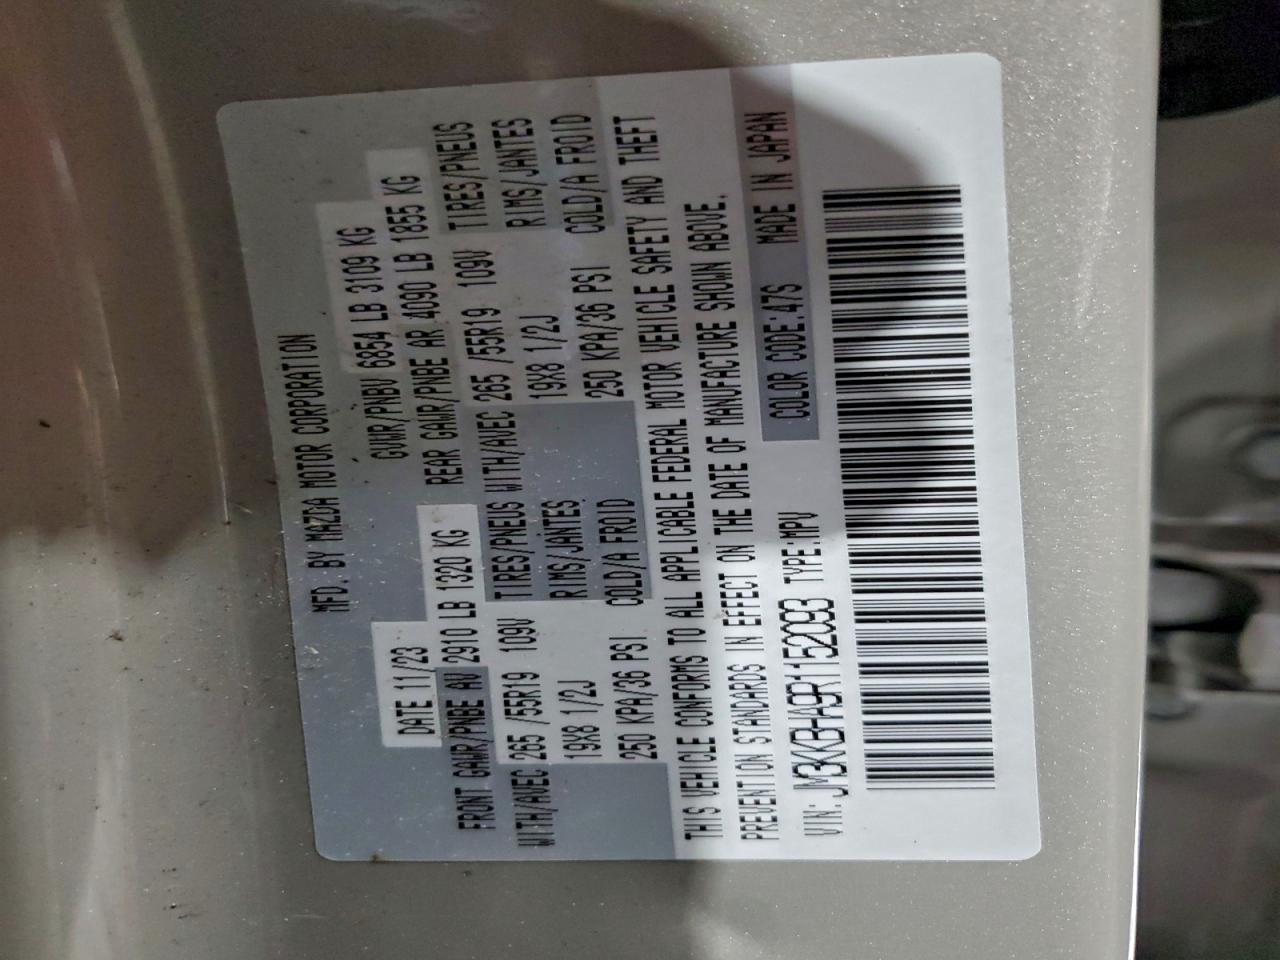 MFD. BY MAZDA MOTOR CORPORATION
DATE 11/23 GVWR/PNBV 6854 LB 3109 KG
FRONT GAWR/PNBE AV 2910 LB 1320 KG REAR GAWR/PNBE AR 4090 LB 1855 KG
WITH/AVEC 265 /55R19 109V TIRES/PNEUS WITH/AVEC 265 /55R19 109V TIRES/PNEUS
19X8 1/2J RIMS/JANTES 19X8 1/2J RIMS/JANTES
250 KPA/36 PSI COLD/A FROID 250 KPA/36 PSI COLD/A FROID
THIS VEHICLE CONFORMS TO ALL APPLICABLE FEDERAL MOTOR VEHICLE SAFETY AND THEFT
PREVENTION STANDARDS IN EFFECT ON THE DATE OF MANUFACTURE SHOWN ABOVE.
VIN: JM3KKBHA9R1152093 TYPE:MPV COLOR CODE:47S MADE IN JAPAN